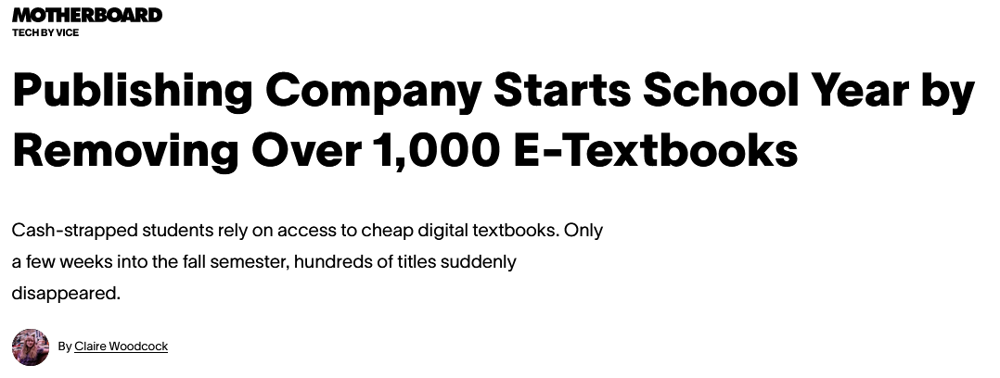 MOTHERBOARD
TECH BY VICE
Publishing Company Starts School Year by
Removing Over 1,000 E-Textbooks
Cash-strapped students rely on access to cheap digital textbooks. Only
a few weeks into the fall semester, hundreds of titles suddenly
disappeared.
By Claire Woodcock